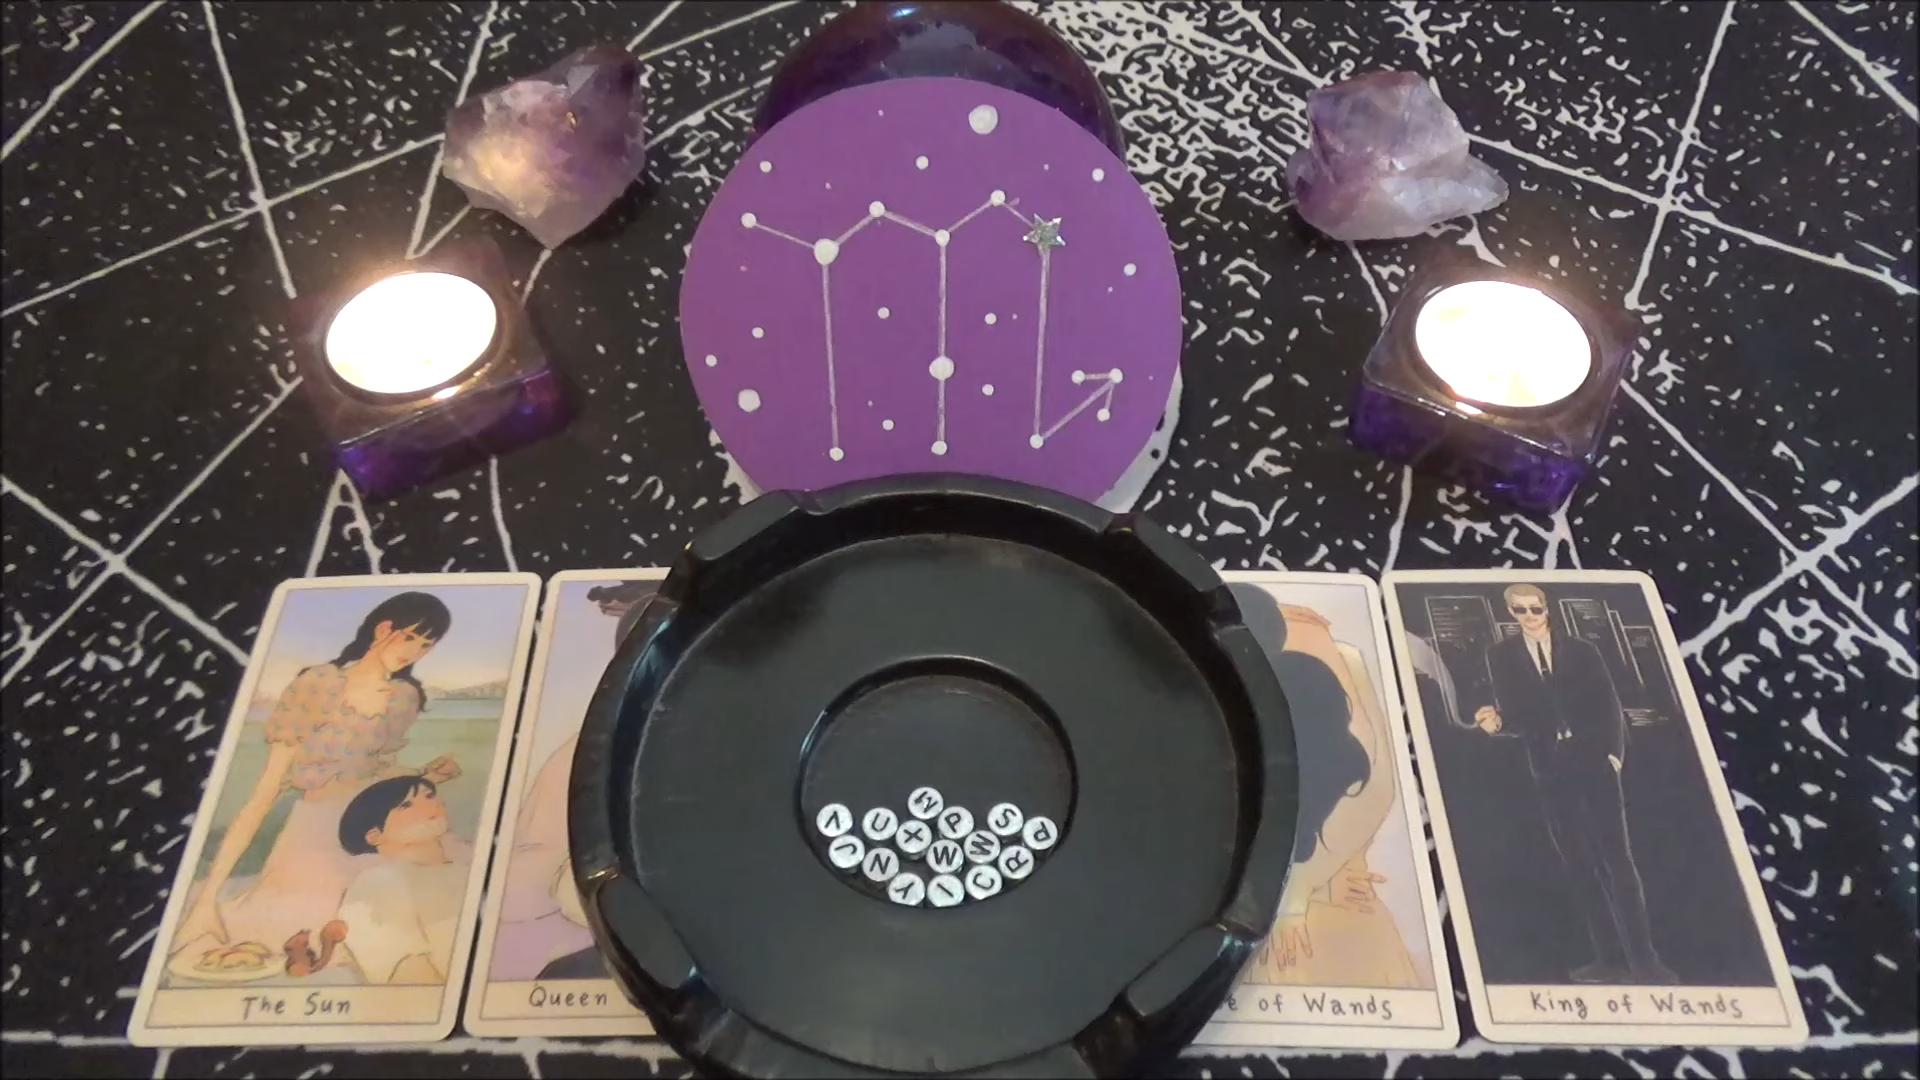 The Sun
Queen
of Wands
King of Wands
W
V U X P W S P
J N W R
Y I C